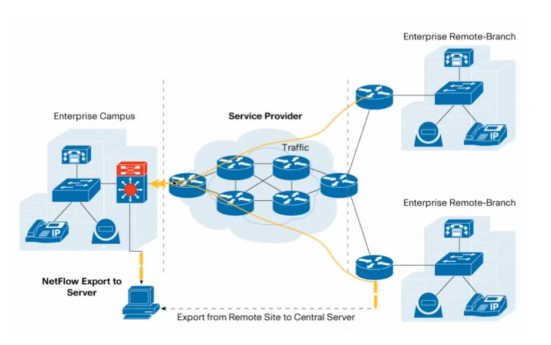 Enterprise Remote-Branch
Enterprise Campus
Service Provider
Traffic
IP
IP
Enterprise Remote-Branch
NetFlow Export to
Server
Export from Remote Site to Central Server
IP